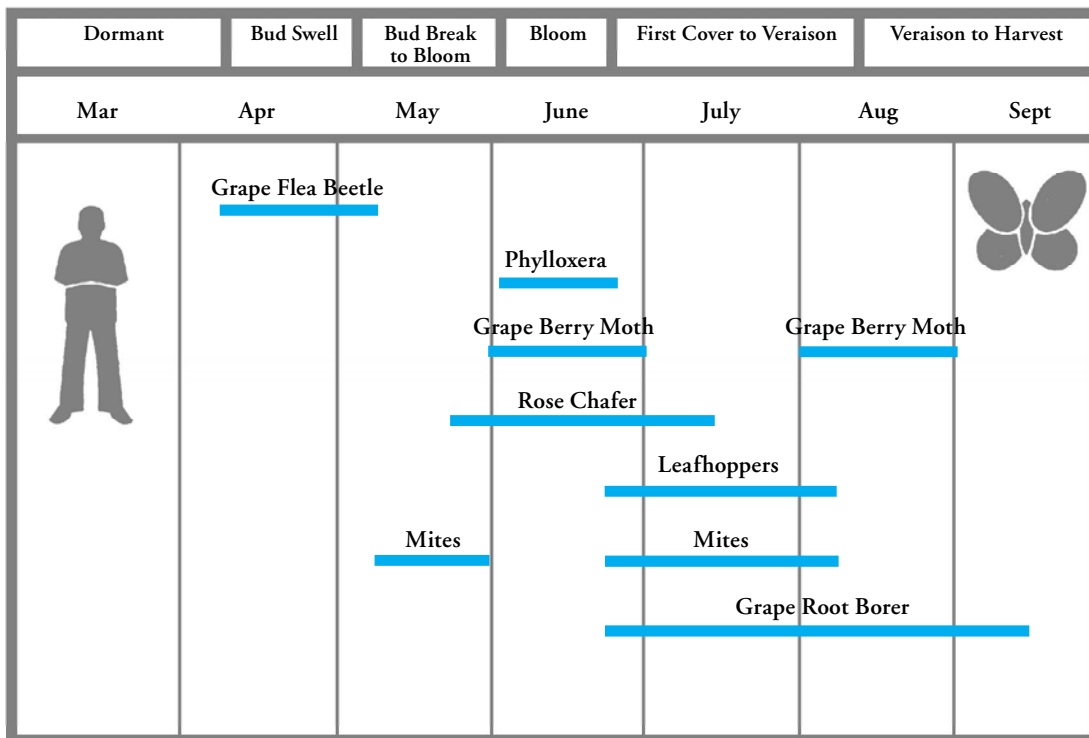 Dormant
Bud Swell
Bud Break
to Bloom
Bloom
First Cover to Veraison
Veraison to Harvest
Mar
Apr
May
June
July
Aug
Sept
Grape Flea Beetle
Phylloxera
Grape Berry Moth
Grape Berry Moth
Rose Chafer
Leafhoppers
Mites
Mites
Grape Root Borer